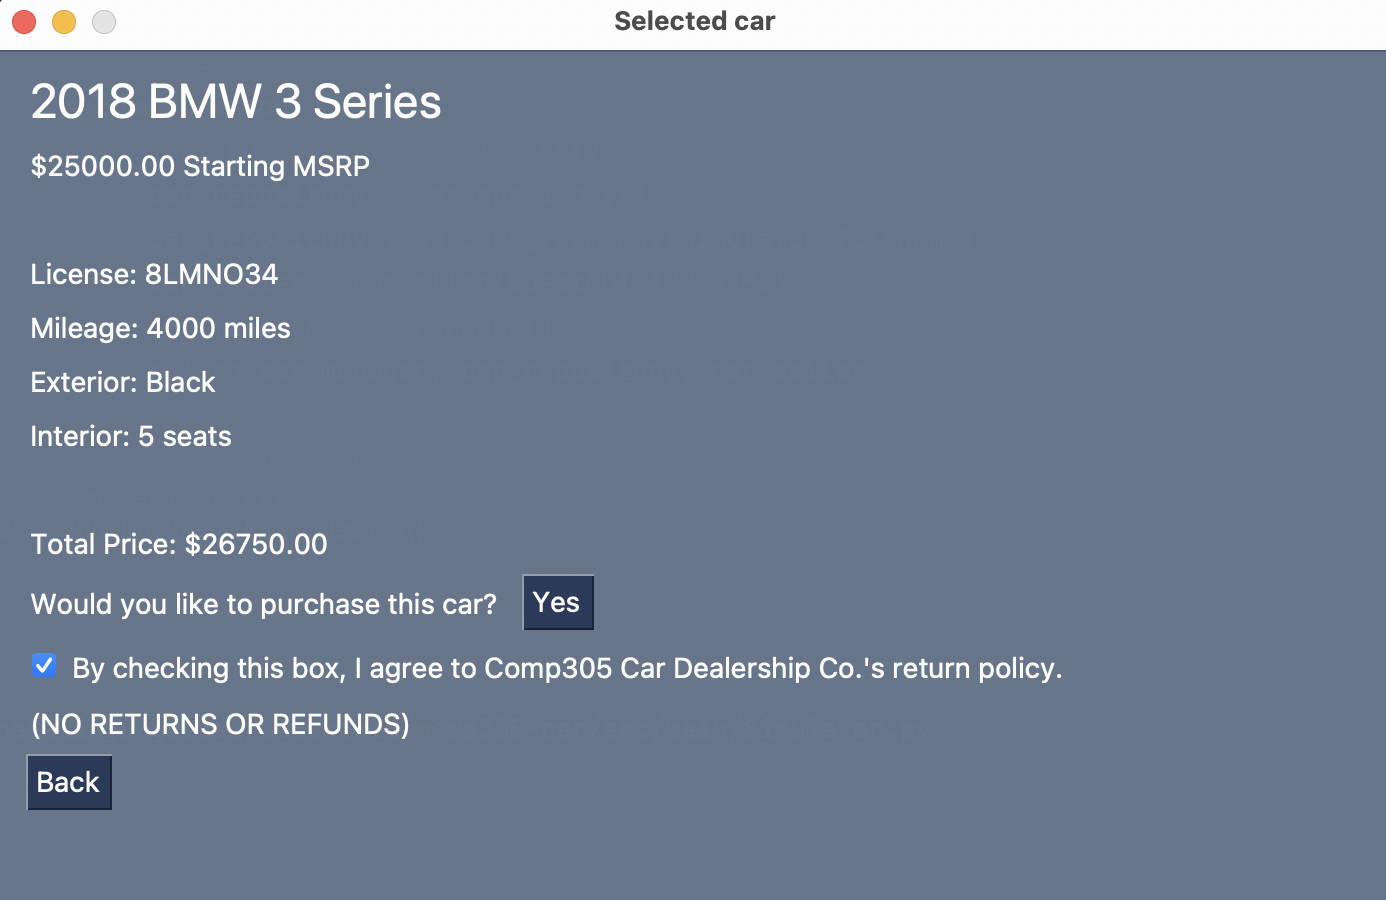 Selected car
2018 BMW 3 Series
$25000.00 Starting MSRP
License: 8LMNO34
Mileage: 4000 miles
Exterior: Black
Interior: 5 seats
Total Price: $26750.00
Would you like to purchase this car? Yes
By checking this box, I agree to Comp305 Car Dealership Co.'s return policy.
(NO RETURNS OR REFUNDS)
Back